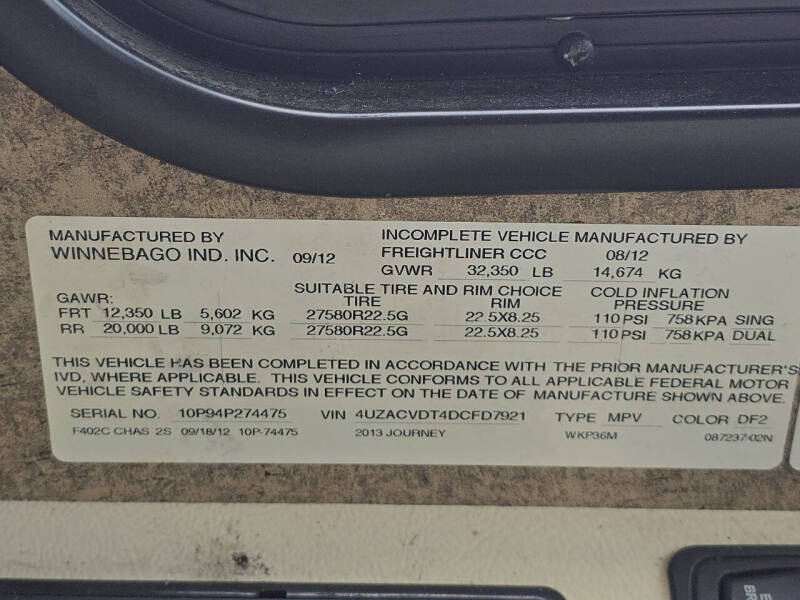 MANUFACTURED BY
WINNEBAGO IND. INC. 09/12
INCOMPLETE VEHICLE MANUFACTURED BY
FREIGHTLINER CCC 08/12
GVWR 32,350 LB 14,674 KG
GAWR: SUITABLE TIRE AND RIM CHOICE COLD INFLATION
TIRE RIM PRESSURE
FRT 12,350 LB 5,602 KG 27580R22.5G 22.5X8.25 110 PSI 758 KPA SING
RR 20,000 LB 9,072 KG 27580R22.5G 22.5X8.25 110 PSI 758 KPA DUAL
THIS VEHICLE HAS BEEN COMPLETED IN ACCORDANCE WITH THE PRIOR MANUFACTURER'S
IVD, WHERE APPLICABLE. THIS VEHICLE CONFORMS TO ALL APPLICABLE FEDERAL MOTOR
VEHICLE SAFETY STANDARDS IN EFFECT ON THE DATE OF MANUFACTURE SHOWN ABOVE.
SERIAL NO. 10P94P274475 VIN 4UZACVDT4DCFD7921 TYPE MPV COLOR DF2
F402C CHAS 2S 09/18/12 10P-74475 2013 JOURNEY WKP36M 087237-02N